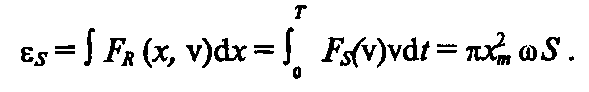 ε_S = ∫ F_R (x, v)dx = ∫_0^T F_S(v)vdt = πx_m^2 ωS .